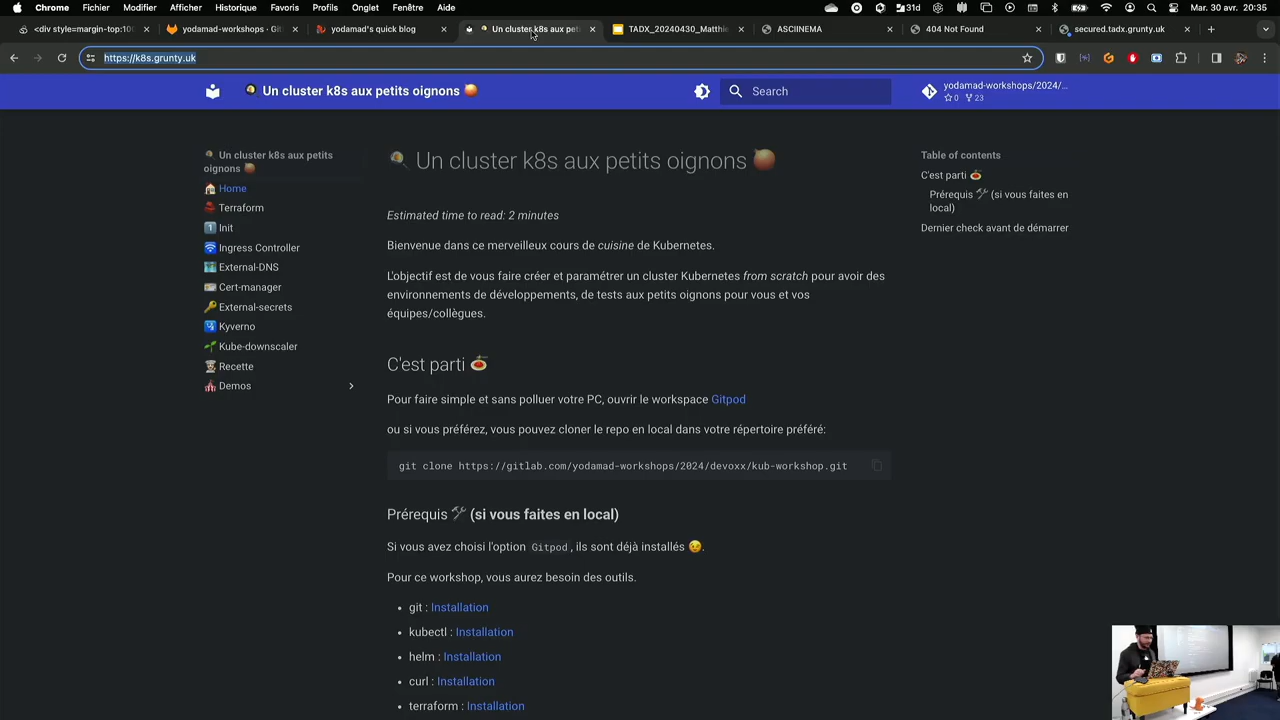 Chrome Fichier Modifier Afficher Historique Favoris Profils Onglet Fenêtre Aide
31d
Mar. 30 avr. à 20:35
<div style=margin-top:100
yodamad-workshops · Git
yodamad's quick blog
Un cluster k8s aux peti
TADX_20240430_Matthie
ASCIINEMA
404 Not Found
secured.tadx.grunty.uk
https://k8s.grunty.uk
Un cluster k8s aux petits oignons
Search
yodamad-workshops/2024/...
0 23
Un cluster k8s aux petits
oignons
Home
Terraform
Init
Ingress Controller
External-DNS
Cert-manager
External-secrets
Kyverno
Kube-downscaler
Recette
Demos
Un cluster k8s aux petits oignons
Estimated time to read: 2 minutes
Bienvenue dans ce merveilleux cours de cuisine de Kubernetes.
L'objectif est de vous faire créer et paramétrer un cluster Kubernetes from scratch pour avoir des
environnements de développements, de tests aux petits oignons pour vous et vos
équipes/collègues.
C'est parti
Pour faire simple et sans polluer votre PC, ouvrir le workspace Gitpod
ou si vous préférez, vous pouvez cloner le repo en local dans votre répertoire préféré:
git clone https://gitlab.com/yodamad-workshops/2024/devoxx/kub-workshop.git
Prérequis (si vous faites en local)
Si vous avez choisi l'option Gitpod, ils sont déjà installés 😉.
Pour ce workshop, vous aurez besoin des outils.
• git : Installation
• kubectl : Installation
• helm : Installation
• curl : Installation
• terraform : Installation
Table of contents
C'est parti
Prérequis (si vous faites en
local)
Dernier check avant de démarrer